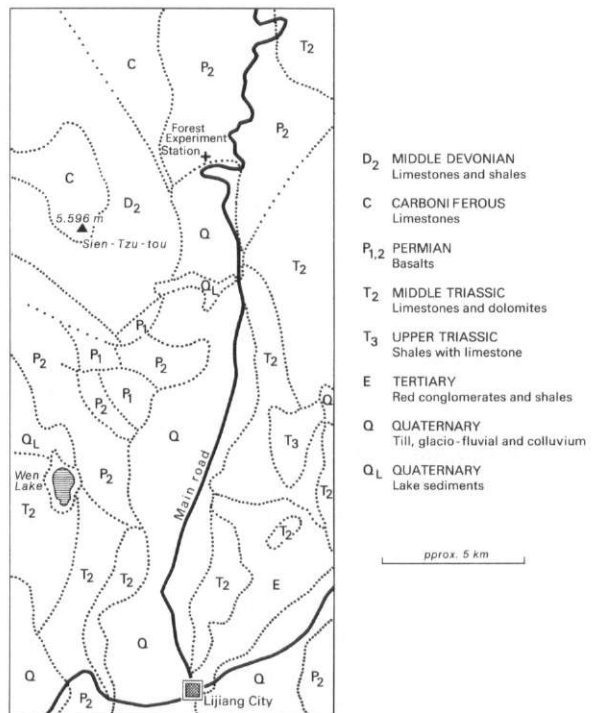 T2
C
P2
Forest
Experiment
Station
P2
C
D2
5.596 m
Sien-Tzu-tou
Q
T2
QL
P1
P2
P1
P2
T2
P2
P1
Q
T3
Q
QL
Wen
Lake
P2
T2
T2
T2
Main road
T2
T2
T2
E
Q
Q
P2
Q
P2
Lijiang City
D2 MIDDLE DEVONIAN
Limestones and shales
C CARBONIFEROUS
Limestones
P1,2 PERMIAN
Basalts
T2 MIDDLE TRIASSIC
Limestones and dolomites
T3 UPPER TRIASSIC
Shales with limestone
E TERTIARY
Red conglomerates and shales
Q QUATERNARY
Till, glacio-fluvial and colluvium
QL QUATERNARY
Lake sediments
pprox. 5 km